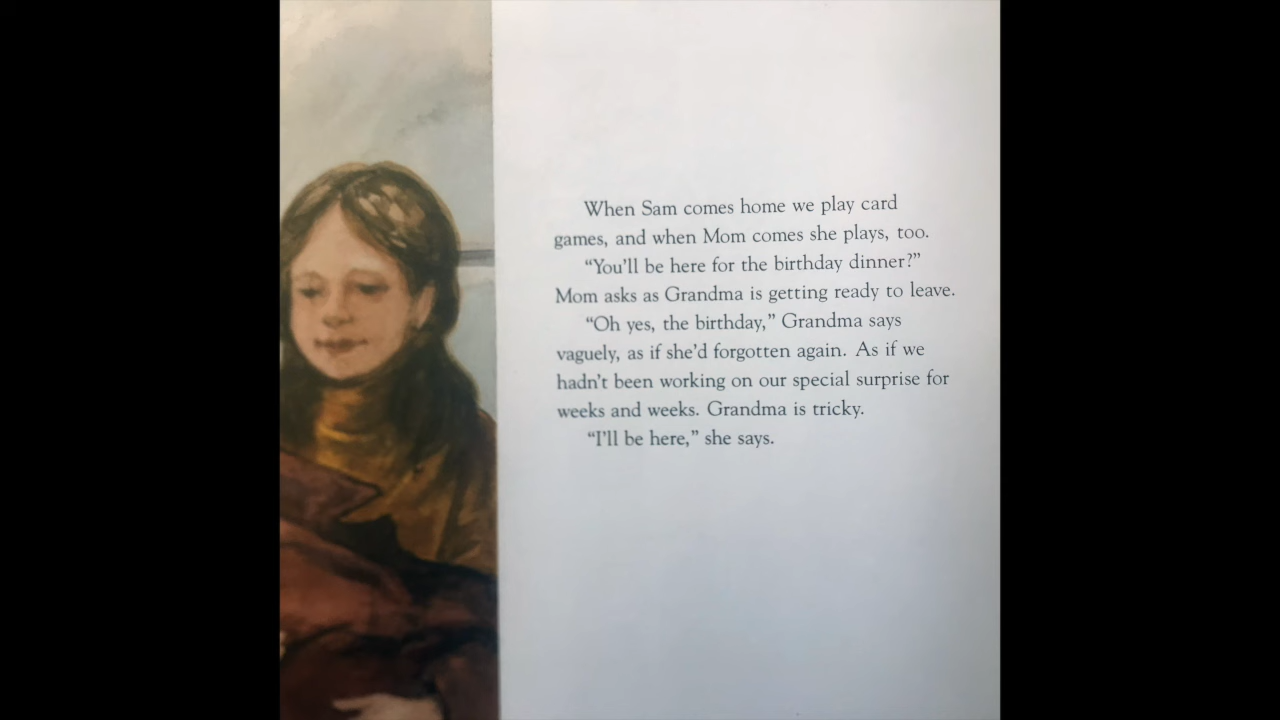 When Sam comes home we play card
games, and when Mom comes she plays, too.
“You’ll be here for the birthday dinner?”
Mom asks as Grandma is getting ready to leave.
“Oh yes, the birthday,” Grandma says
vaguely, as if she’d forgotten again. As if we
hadn’t been working on our special surprise for
weeks and weeks. Grandma is tricky.
“I’ll be here,” she says.